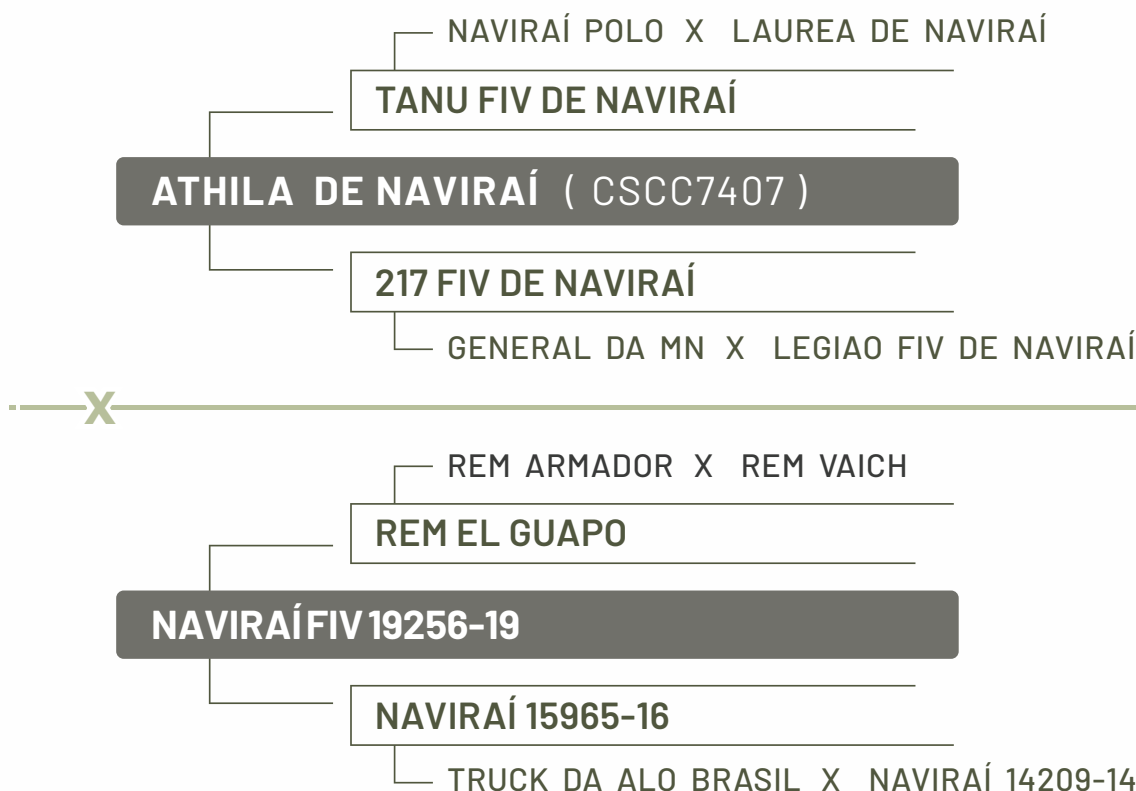 NAVIRAÍ POLO X LAUREA DE NAVIRAÍ
TANU FIV DE NAVIRAÍ
ATHILA DE NAVIRAÍ ( CSCC7407 )
217 FIV DE NAVIRAÍ
GENERAL DA MN X LEGIAO FIV DE NAVIRAÍ
X
REM ARMADOR X REM VAICH
REM EL GUAPO
NAVIRAÍ FIV 19256-19
NAVIRAÍ 15965-16
TRUCK DA ALO BRASIL X NAVIRAÍ 14209-14